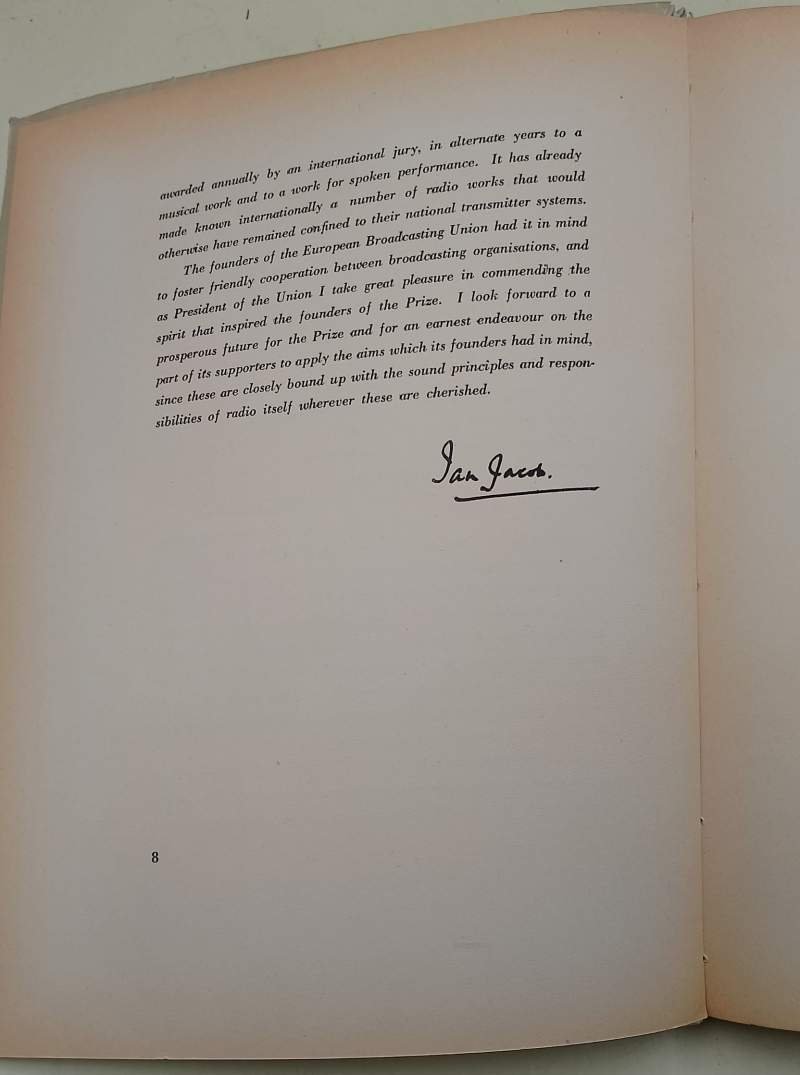 awarded annually by an international jury, in alternate years to a
musical work and to a work for spoken performance. It has already
made known internationally a number of radio works that would
otherwise have remained confined to their national transmitter systems.
The founders of the European Broadcasting Union had it in mind
to foster friendly cooperation between broadcasting organisations, and
as President of the Union I take great pleasure in commending the
spirit that inspired the founders of the Prize. I look forward to a
prosperous future for the Prize and for an earnest endeavour on the
part of its supporters to apply the aims which its founders had in mind,
since these are closely bound up with the sound principles and respon-
sibilities of radio itself wherever these are cherished.
Ian Jacob.
8